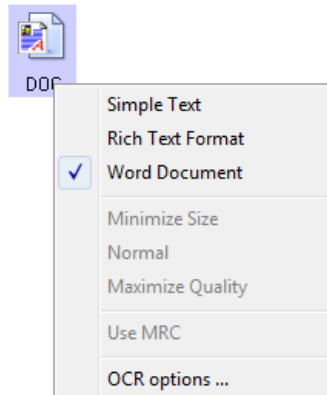 DOC
Simple Text
Rich Text Format
Word Document
Minimize Size
Normal
Maximize Quality
Use MRC
OCR options ...